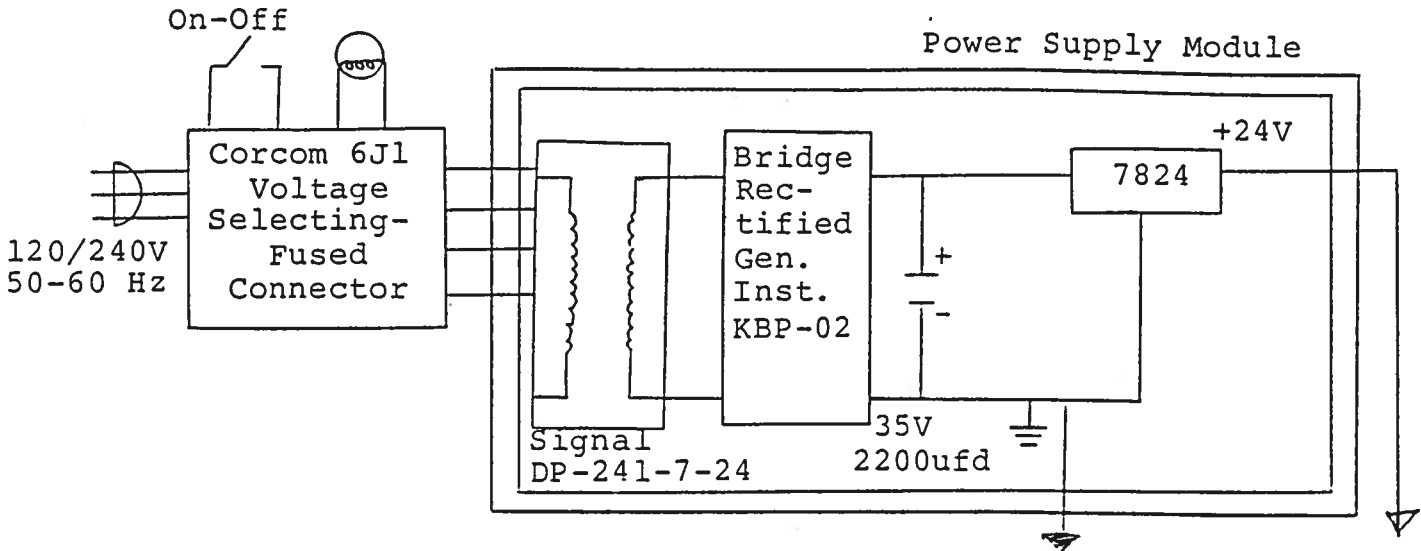 On-Off
Power Supply Module
Corcom 6J1
Voltage
Selecting-
Fused
Connector
120/240V
50-60 Hz
Signal
DP-241-7-24
Bridge
Rec-
tified
Gen.
Inst.
KBP-02
+
-
35V
2200ufd
7824
+24V